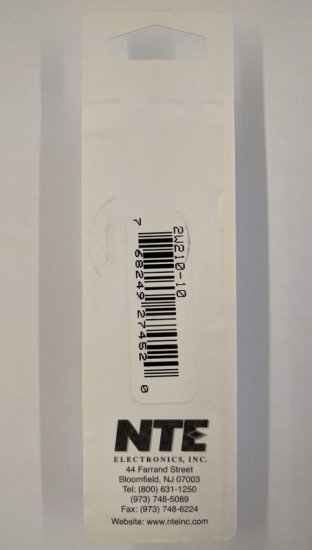 2W210-10
7 68249 27452 0
NTE
ELECTRONICS, INC.
44 Farrand Street
Bloomfield, NJ 07003
Tel: (800) 631-1250
(973) 748-5089
Fax: (973) 748-6224
Website: www.nteinc.com